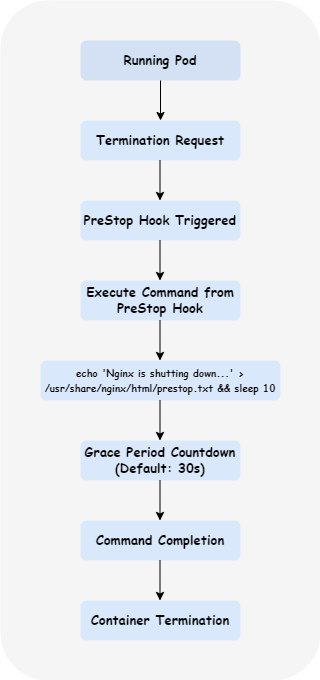 Running Pod
Termination Request
PreStop Hook Triggered
Execute Command from
PreStop Hook
echo 'Nginx is shutting down...' >
/usr/share/nginx/html/prestop.txt && sleep 10
Grace Period Countdown
(Default: 30s)
Command Completion
Container Termination